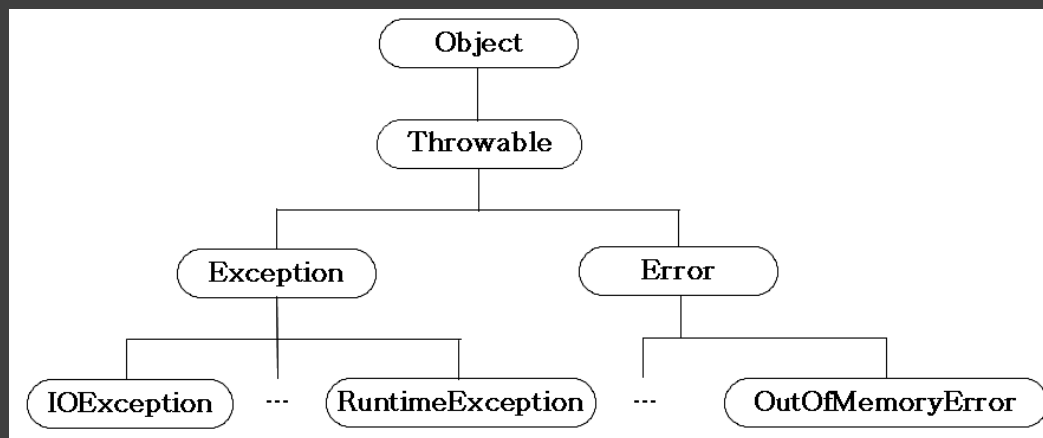 Object
Throwable
Exception
Error
IOException
...
RuntimeException
...
OutOfMemoryError